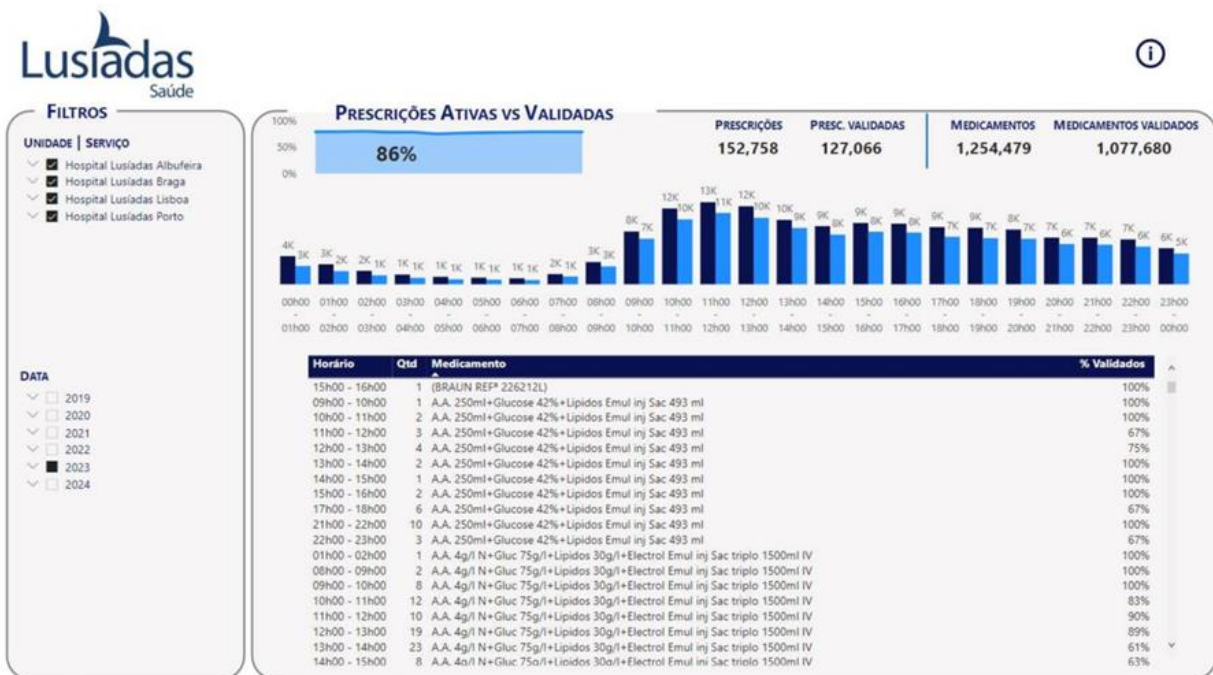 Lusíadas
Saúde
FILTROS
UNIDADE | SERVIÇO
Hospital Lusíadas Albufeira
Hospital Lusíadas Braga
Hospital Lusíadas Lisboa
Hospital Lusíadas Porto
DATA
2019
2020
2021
2022
2023
2024
PRESCRIÇÕES ATIVAS VS VALIDADAS
100%
50%
0%
86%
PRESCRIÇÕES PRESC. VALIDADAS MEDICAMENTOS MEDICAMENTOS VALIDADOS
152,758 127,066 1,254,479 1,077,680
4K 3K 3K 2K 2K 1K 1K 1K 1K 1K 1K 1K 1K 1K 2K 1K 3K 3K 8K 7K 12K 10K 13K 11K 12K 10K 10K 9K 9K 8K 9K 8K 9K 8K 9K 7K 9K 7K 8K 7K 7K 6K 7K 6K 7K 6K 6K 5K
00h00 01h00 02h00 03h00 04h00 05h00 06h00 07h00 08h00 09h00 10h00 11h00 12h00 13h00 14h00 15h00 16h00 17h00 18h00 19h00 20h00 21h00 22h00 23h00
- - - - - - - - - - - - - - - - - - - - - - - -
01h00 02h00 03h00 04h00 05h00 06h00 07h00 08h00 09h00 10h00 11h00 12h00 13h00 14h00 15h00 16h00 17h00 18h00 19h00 20h00 21h00 22h00 23h00 00h00
Horário Qtd Medicamento % Validados
15h00 - 16h00 1 (BRAUN REFª 226212L) 100%
09h00 - 10h00 1 A.A. 250ml+Glucose 42%+Lipidos Emul inj Sac 493 ml 100%
10h00 - 11h00 2 A.A. 250ml+Glucose 42%+Lipidos Emul inj Sac 493 ml 100%
11h00 - 12h00 3 A.A. 250ml+Glucose 42%+Lipidos Emul inj Sac 493 ml 67%
12h00 - 13h00 4 A.A. 250ml+Glucose 42%+Lipidos Emul inj Sac 493 ml 75%
13h00 - 14h00 2 A.A. 250ml+Glucose 42%+Lipidos Emul inj Sac 493 ml 100%
14h00 - 15h00 1 A.A. 250ml+Glucose 42%+Lipidos Emul inj Sac 493 ml 100%
15h00 - 16h00 2 A.A. 250ml+Glucose 42%+Lipidos Emul inj Sac 493 ml 100%
17h00 - 18h00 6 A.A. 250ml+Glucose 42%+Lipidos Emul inj Sac 493 ml 67%
21h00 - 22h00 10 A.A. 250ml+Glucose 42%+Lipidos Emul inj Sac 493 ml 100%
22h00 - 23h00 3 A.A. 250ml+Glucose 42%+Lipidos Emul inj Sac 493 ml 67%
01h00 - 02h00 1 A.A. 4g/l N+Gluc 75g/l+Lipidos 30g/l+Electrol Emul inj Sac triplo 1500ml IV 100%
08h00 - 09h00 2 A.A. 4g/l N+Gluc 75g/l+Lipidos 30g/l+Electrol Emul inj Sac triplo 1500ml IV 100%
09h00 - 10h00 8 A.A. 4g/l N+Gluc 75g/l+Lipidos 30g/l+Electrol Emul inj Sac triplo 1500ml IV 100%
10h00 - 11h00 12 A.A. 4g/l N+Gluc 75g/l+Lipidos 30g/l+Electrol Emul inj Sac triplo 1500ml IV 83%
11h00 - 12h00 10 A.A. 4g/l N+Gluc 75g/l+Lipidos 30g/l+Electrol Emul inj Sac triplo 1500ml IV 90%
12h00 - 13h00 19 A.A. 4g/l N+Gluc 75g/l+Lipidos 30g/l+Electrol Emul inj Sac triplo 1500ml IV 89%
13h00 - 14h00 23 A.A. 4g/l N+Gluc 75g/l+Lipidos 30g/l+Electrol Emul inj Sac triplo 1500ml IV 61%
14h00 - 15h00 8 A.A. 4g/l N+Gluc 75g/l+Lipidos 30g/l+Electrol Emul inj Sac triplo 1500ml IV 63%